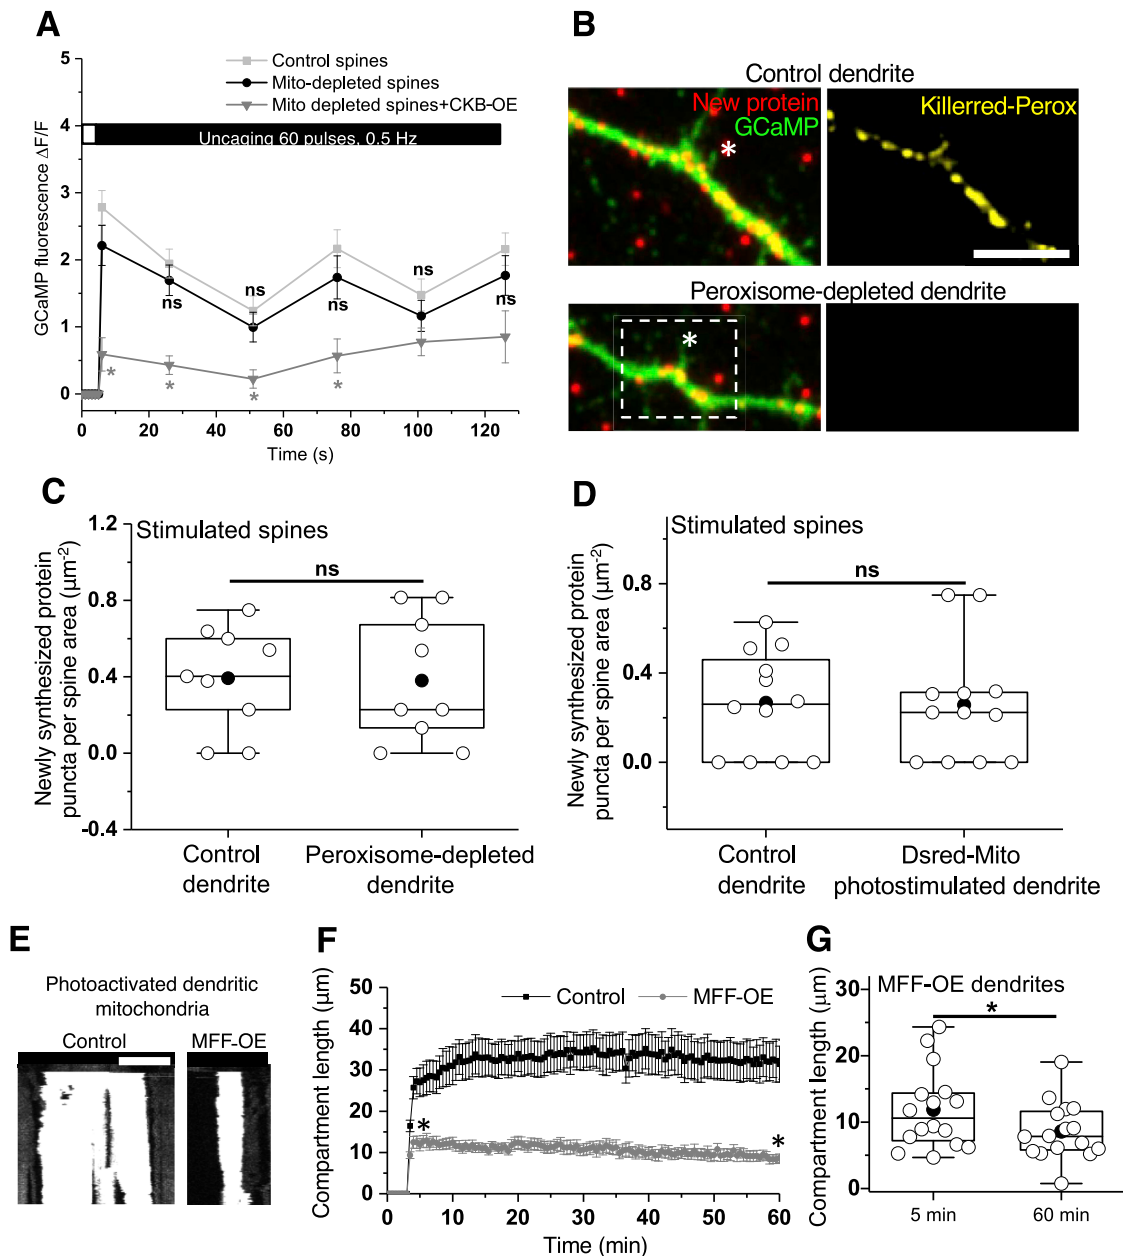 A
Control spines
Mito-depleted spines
Mito depleted spines+CKB-OE
Uncaging 60 pulses, 0.5 Hz
GCaMP fluorescence ΔF/F
5
4
3
2
1
0
ns
ns
ns
ns
ns
*
*
*
*
0
20
40
60
80
100
120
Time (s)
B
Control dendrite
New protein
GCaMP
*
Killerred-Perox
Peroxisome-depleted dendrite
*
C
Stimulated spines
ns
Newly synthesized protein
puncta per spine area (µm-2)
1.2
0.8
0.4
0.0
-0.4
Control
dendrite
Peroxisome-depleted
dendrite
D
Stimulated spines
ns
Newly synthesized protein
puncta per spine area (µm-2)
0.8
0.4
0.0
Control
dendrite
Dsred-Mito
photostimulated dendrite
E
Photoactivated dendritic
mitochondria
Control
MFF-OE
F
Compartment length (µm)
50
40
30
20
10
0
Control
MFF-OE
*
*
0
10
20
30
40
50
60
Time (min)
G
MFF-OE dendrites
*
Compartment length (µm)
30
20
10
0
5 min
60 min